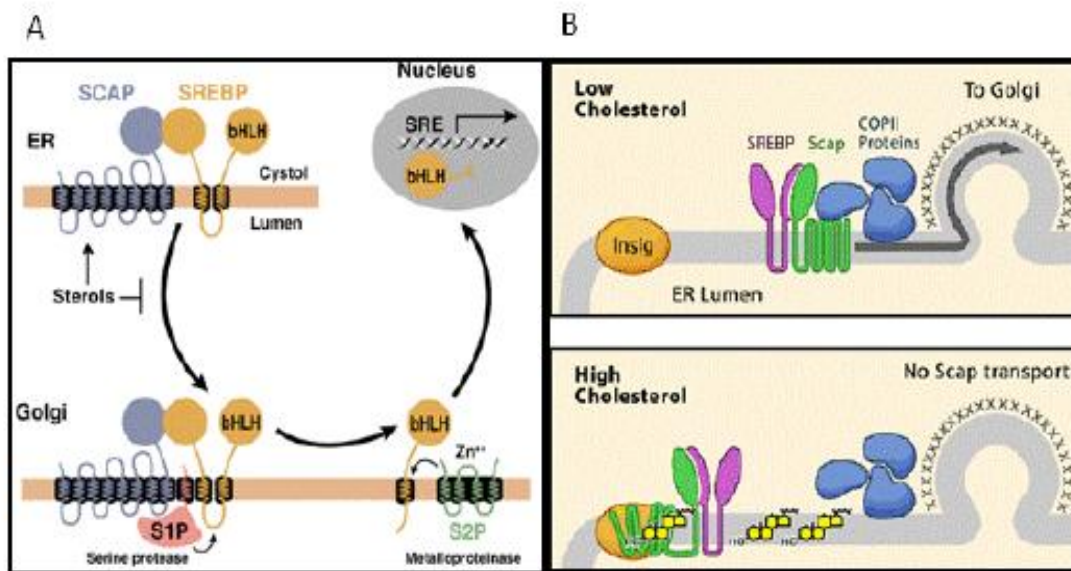 A
SCAP SREBP
bHLH
ER
Cystol
Lumen
Sterols
Nucleus
SRE
bHLH
Golgi
bHLH
S1P
Serine protease
bHLH
Zn++
S2P
Metalloproteinase
B
Low
Cholesterol
To Golgi
SREBP Scap
COPII
Proteins
Insig
ER Lumen
High
Cholesterol
No Scap transport